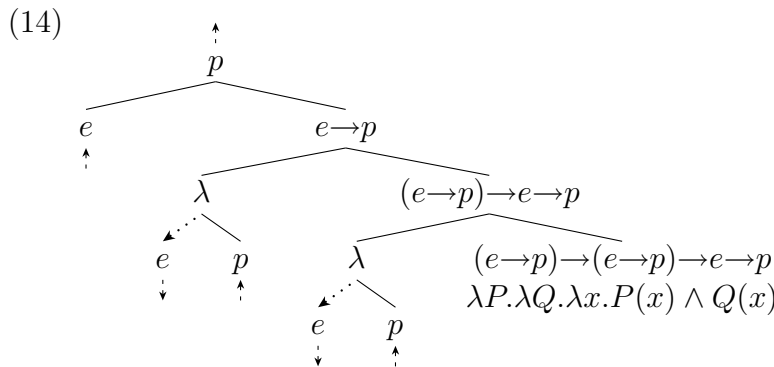 (14)
p
e e→p
λ (e→p)→e→p
e p λ (e→p)→(e→p)→e→p
λP.λQ.λx.P(x) ∧ Q(x)
e p